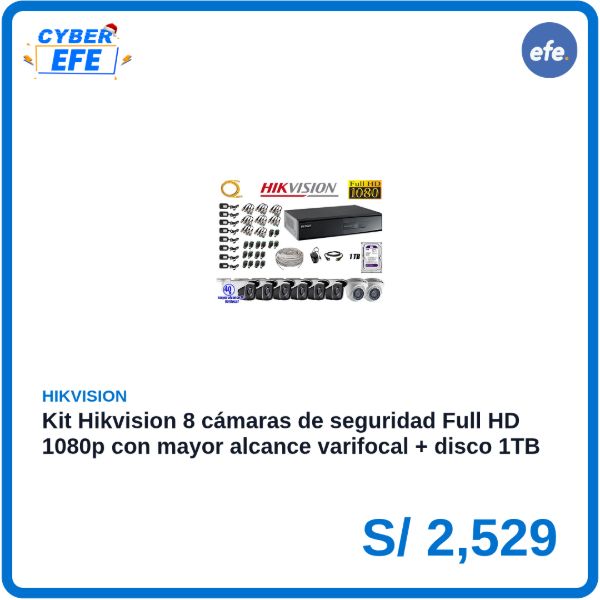 CYBER
EFE
efe.
HIKVISION
Full HD
1080
1TB
HIKVISION
Kit Hikvision 8 cámaras de seguridad Full HD
1080p con mayor alcance varifocal + disco 1TB
S/ 2,529